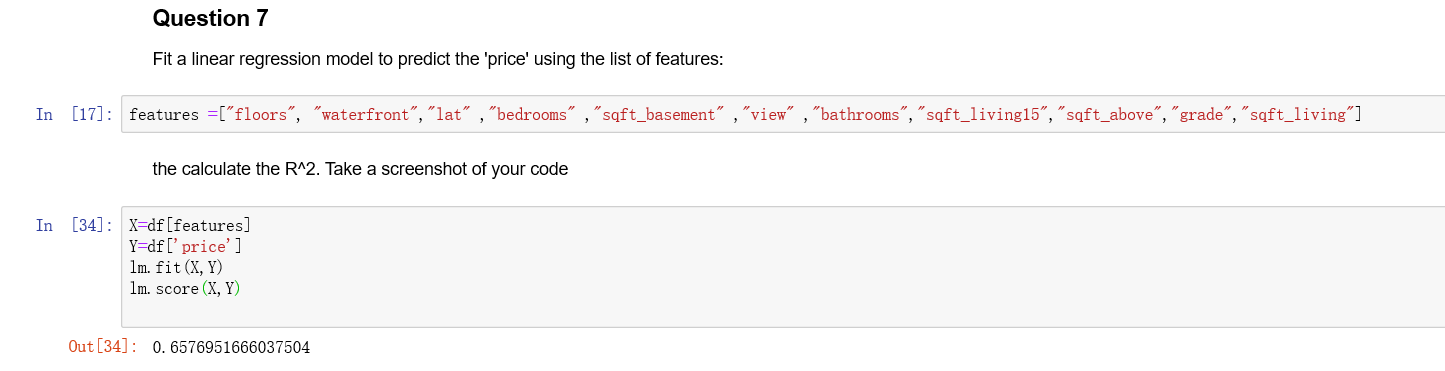 Question 7
Fit a linear regression model to predict the 'price' using the list of features:
In [17]: features =["floors", "waterfront","lat" ,"bedrooms" ,"sqft_basement" ,"view" ,"bathrooms","sqft_living15","sqft_above","grade","sqft_living"]
the calculate the R^2. Take a screenshot of your code
In [34]: X=df[features]
Y=df['price']
lm.fit(X,Y)
lm.score(X,Y)
Out[34]: 0.6576951666037504